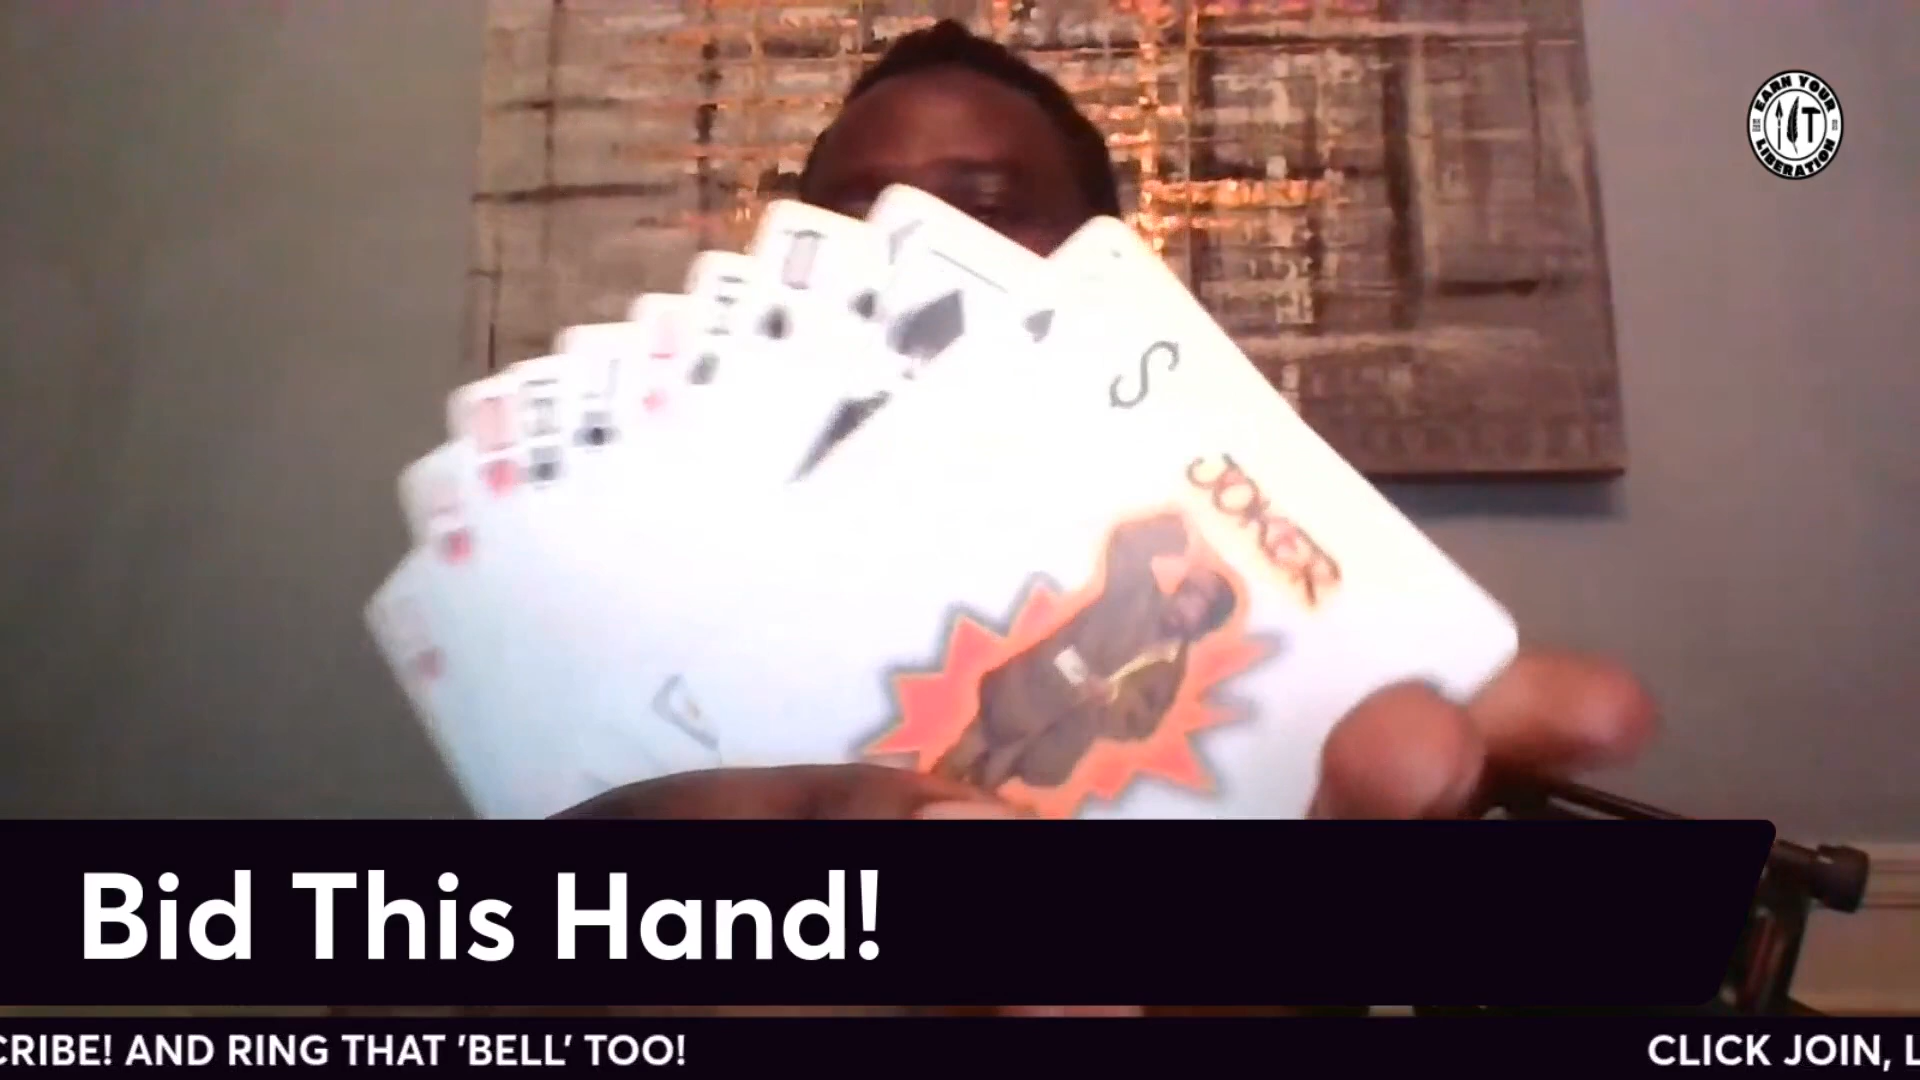 EARN YOUR
LIBERATION
S
JOKER
Bid This Hand!
CRIBE! AND RING THAT 'BELL' TOO!
CLICK JOIN, L